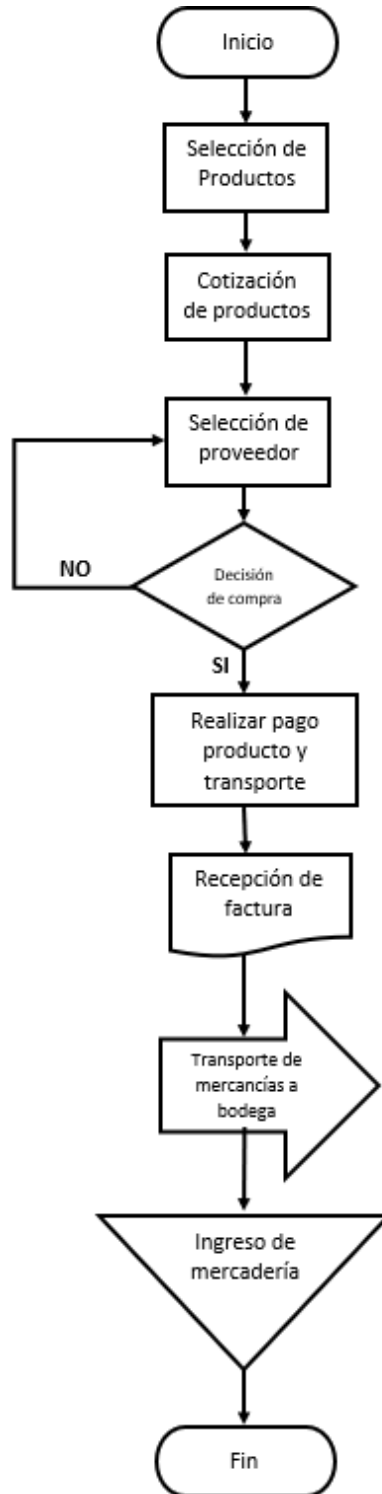 Inicio
Selección de
Productos
Cotización
de productos
Selección de
proveedor
NO
Decisión
de compra
SI
Realizar pago
producto y
transporte
Recepción de
factura
Transporte de
mercancías a
bodega
Ingreso de
mercadería
Fin